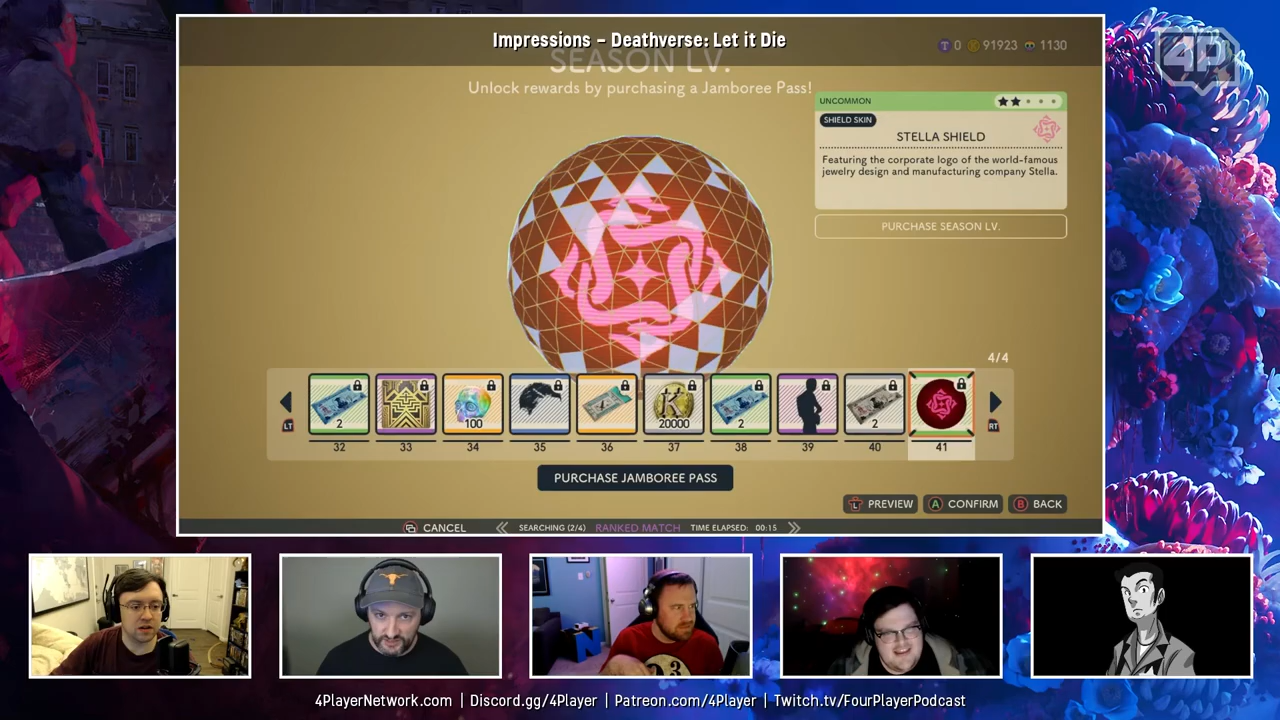 Impressions – Deathverse: Let it Die
4P
T 0 K 91923 1130
SEASON LV.
Unlock rewards by purchasing a Jamboree Pass!
UNCOMMON
SHIELD SKIN
STELLA SHIELD
Featuring the corporate logo of the world-famous
jewelry design and manufacturing company Stella.
PURCHASE SEASON LV.
4/4
2 100 20000 2 2
LT 32 33 34 35 36 37 38 39 40 41 RT
PURCHASE JAMBOREE PASS
L PREVIEW A CONFIRM B BACK
CANCEL SEARCHING (2/4) RANKED MATCH TIME ELAPSED: 00:15
4PlayerNetwork.com | Discord.gg/4Player | Patreon.com/4Player | Twitch.tv/FourPlayerPodcast